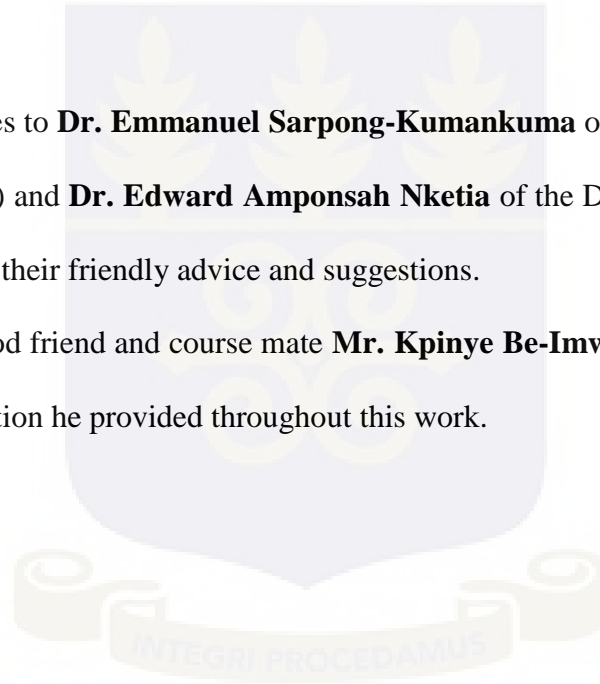 es to Dr. Emmanuel Sarpong-Kumankuma o
) and Dr. Edward Amponsah Nketia of the D
their friendly advice and suggestions.
od friend and course mate Mr. Kpinye Be-Imw
tion he provided throughout this work.
INTEGRI PROCEDAMUS